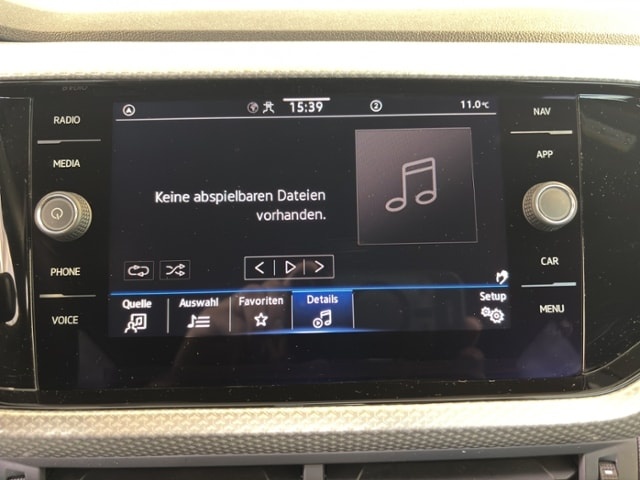 RADIO
MEDIA
PHONE
VOICE
A
15:39
2
11.0°C
Keine abspielbaren Dateien
vorhanden.
Quelle
Auswahl
Favoriten
Details
Setup
NAV
APP
CAR
MENU